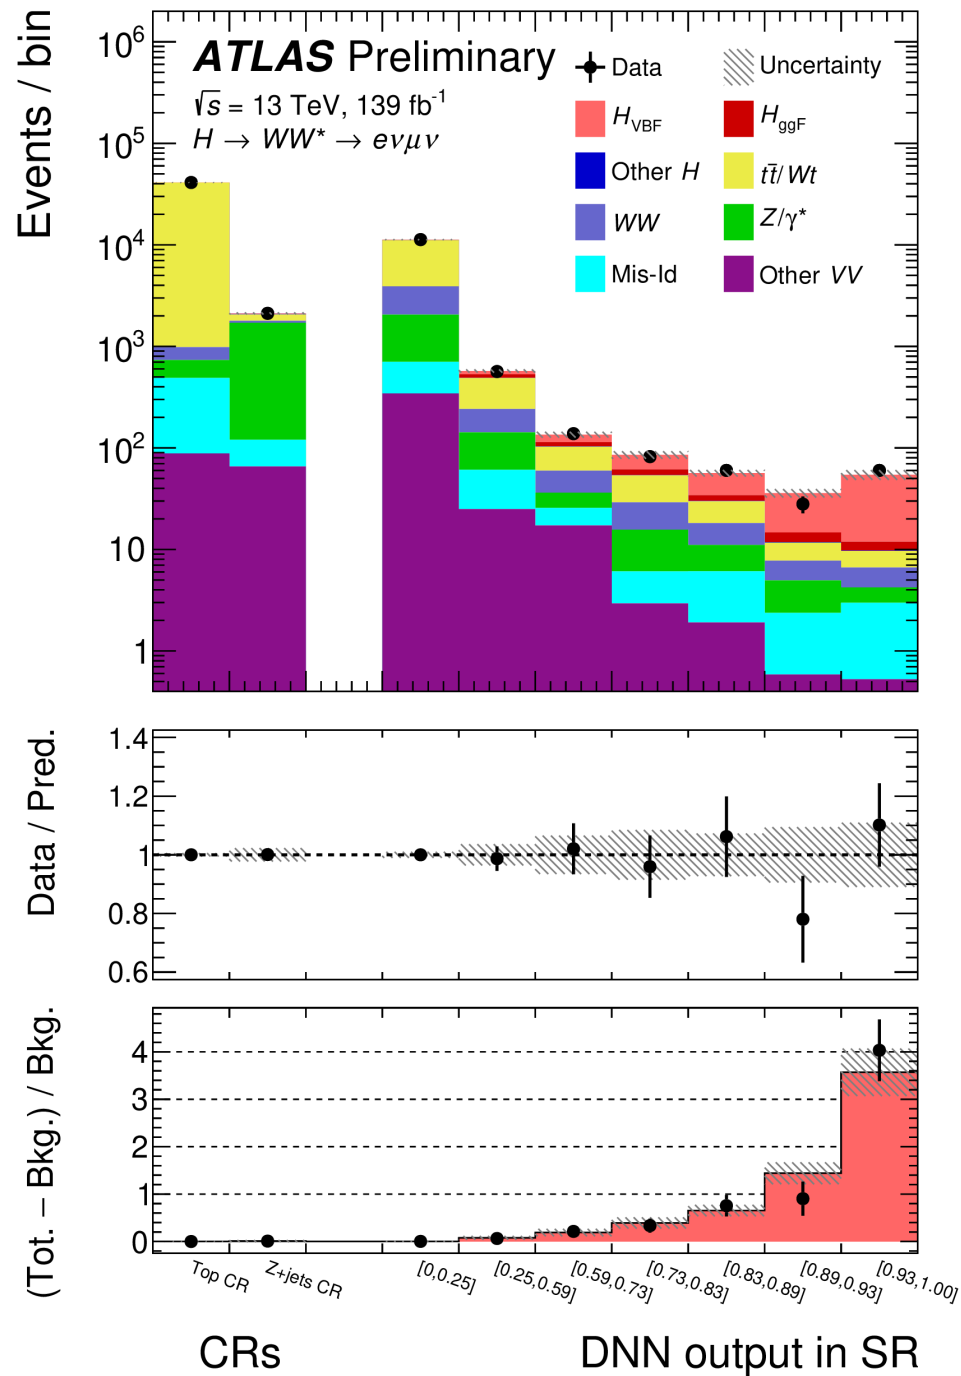 Events / bin
10⁶
10⁵
10⁴
10³
10²
10
1
ATLAS Preliminary
√s = 13 TeV, 139 fb⁻¹
H → WW* → eνμν
Data
Uncertainty
H_VBF
H_ggF
Other H
tt̄/Wt
WW
Z/γ*
Mis-Id
Other VV
Data / Pred.
1.4
1.2
1
0.8
0.6
(Tot. – Bkg.) / Bkg.
4
3
2
1
0
Top CR
Z+jets CR
[0,0.25]
[0.25,0.59]
[0.59,0.73]
[0.73,0.83]
[0.83,0.89]
[0.89,0.93]
[0.93,1.00]
CRs
DNN output in SR